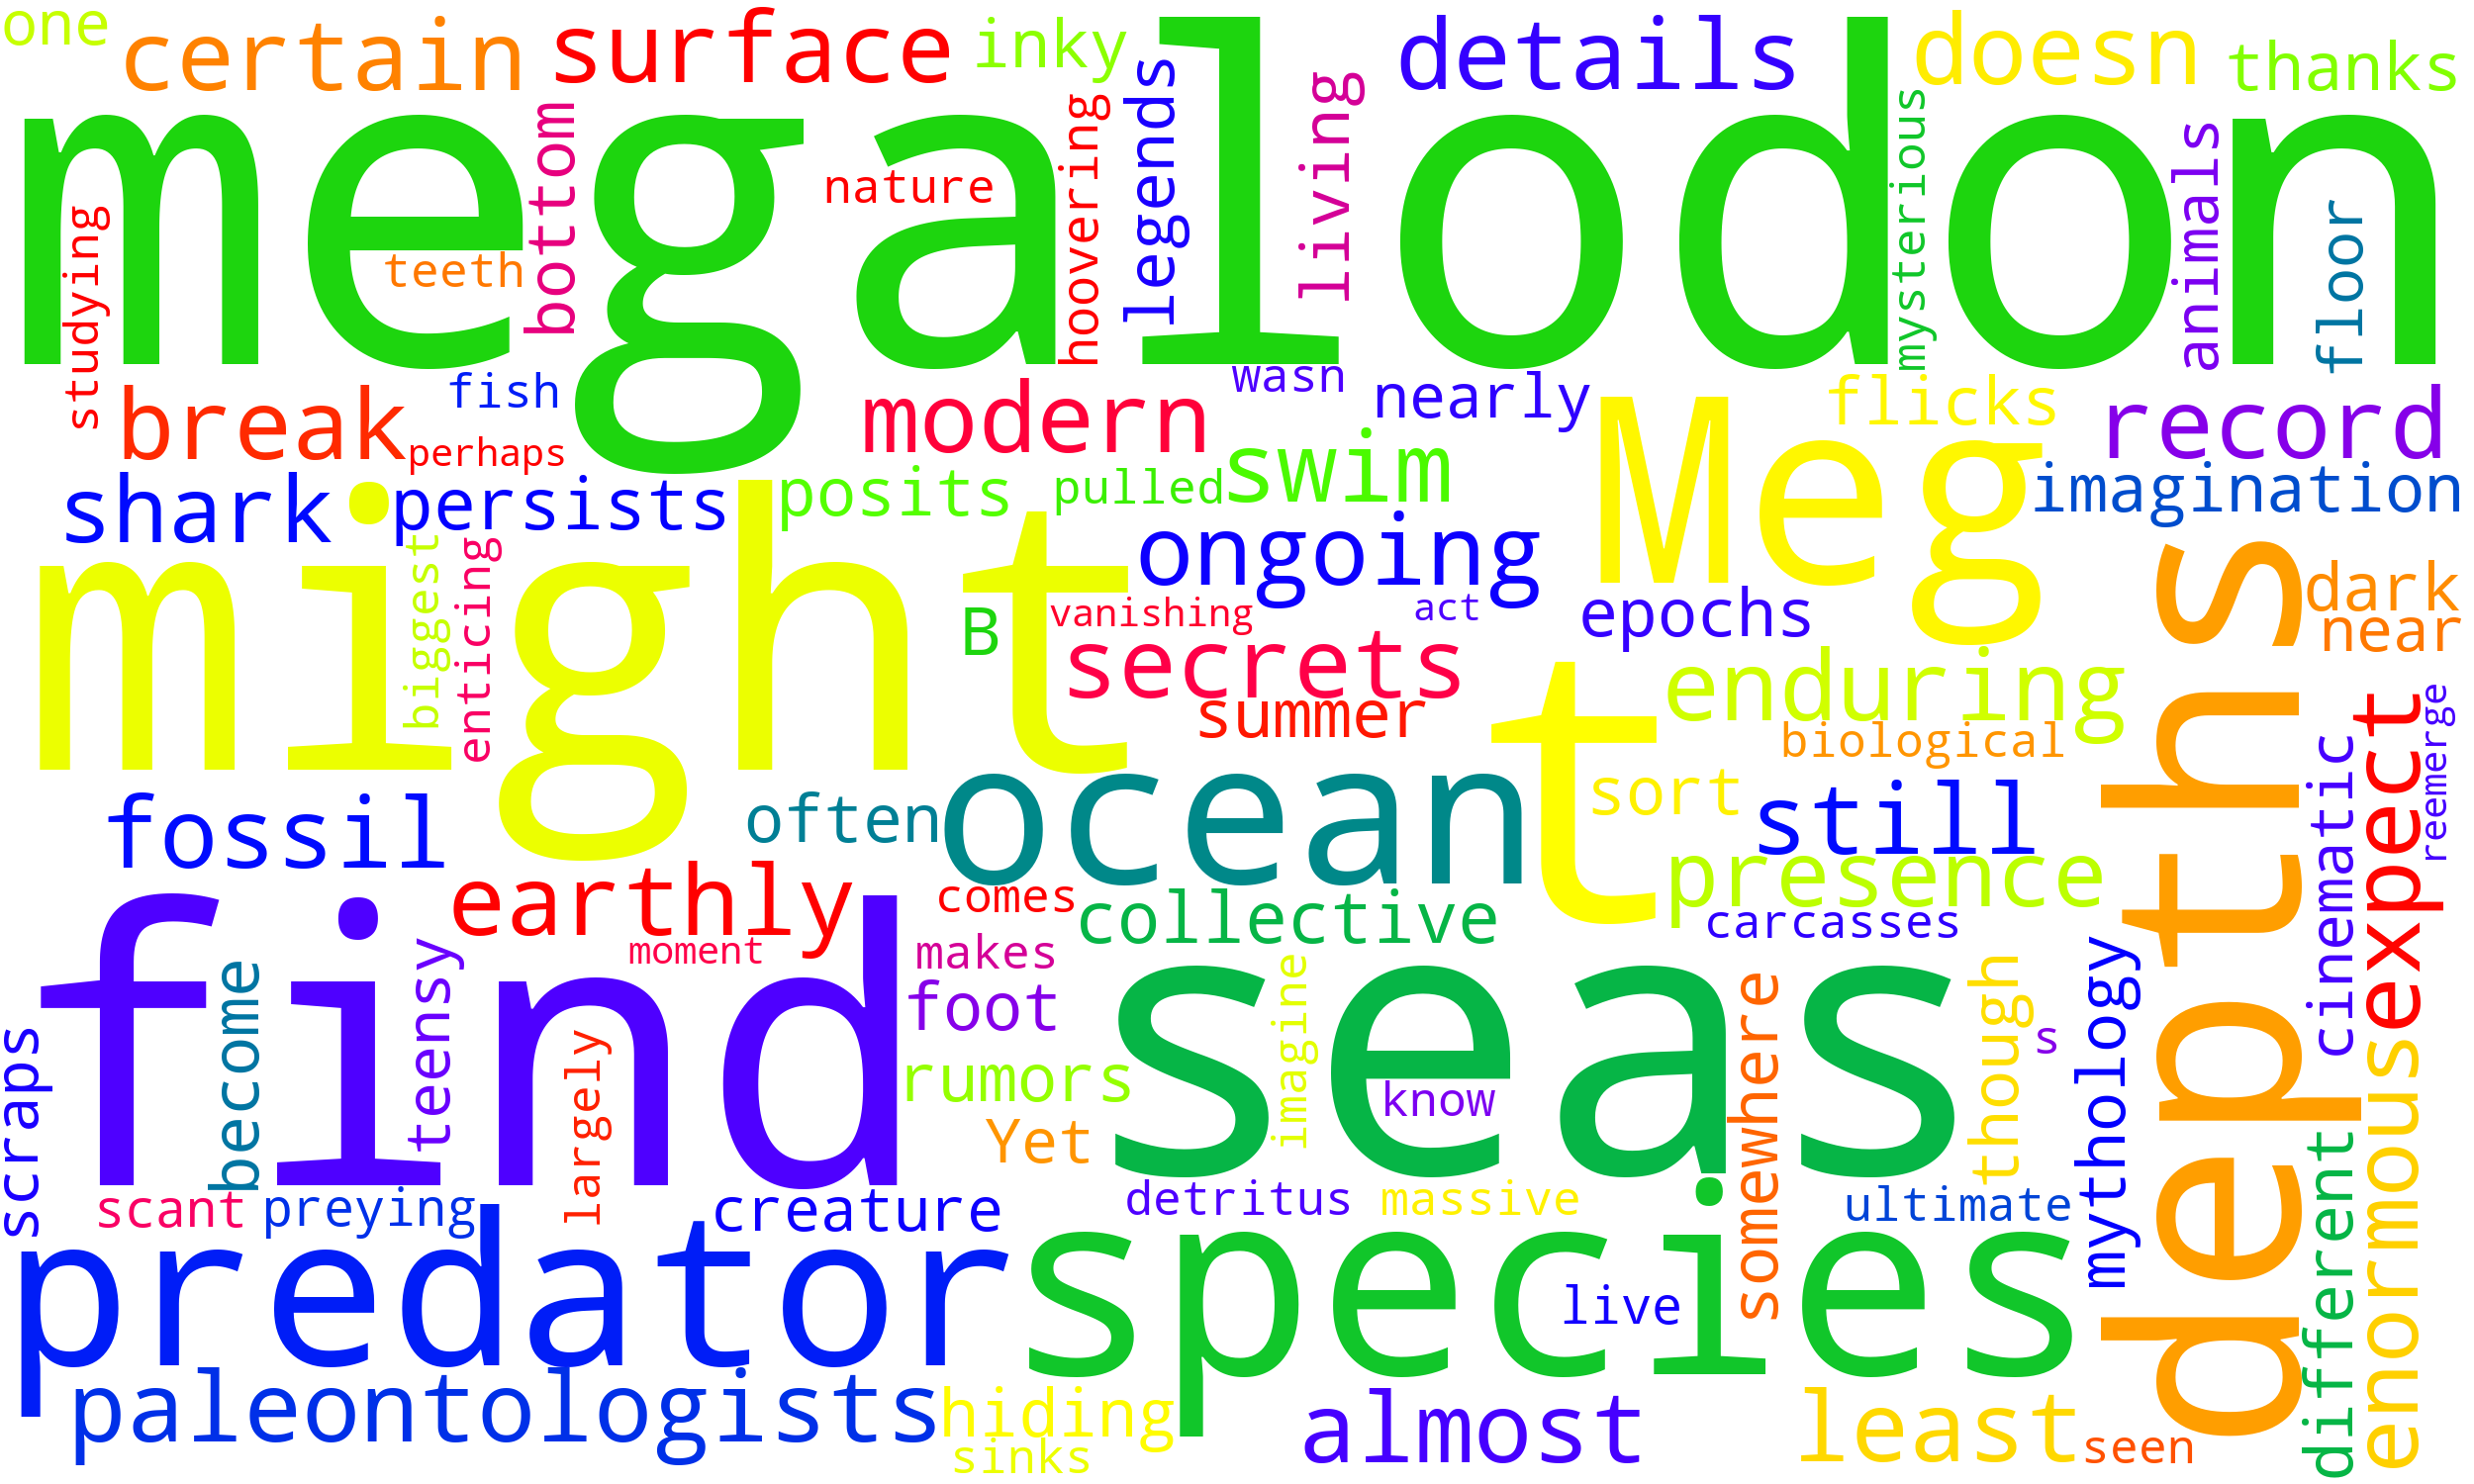 one
certain
surface
inky
details
doesn
thanks
megalodon
studying
teeth
bottom
nature
hoovering
legends
living
mysterious
animals
floor
break
fish
perhaps
modern
wasn
nearly
flicks
record
shark
persists
posits
pulled
swim
Meg
imagination
might
biggest
enticing
ongoing
B
vanishing
act
epochs
dark
near
secrets
summer
t
enduring
biological
depths
expect
reemerge
cinematic
fossil
often
ocean
sort
still
presence
carcasses
find
earthly
moment
comes
collective
makes
foot
seas
imagine
know
somewhere
though
s
mythology
scraps
become
teensy
largely
rumors
Yet
scant
preying
creature
detritus
massive
ultimate
different
enormous
predator
species
live
paleontologists
hiding
sinks
almost
least
seen